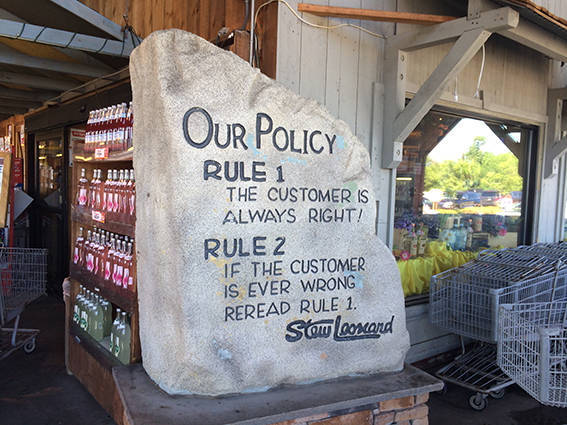 OUR POLICY
RULE 1
THE CUSTOMER IS
ALWAYS RIGHT!
RULE 2
IF THE CUSTOMER
IS EVER WRONG,
REREAD RULE 1.
Stew Leonard